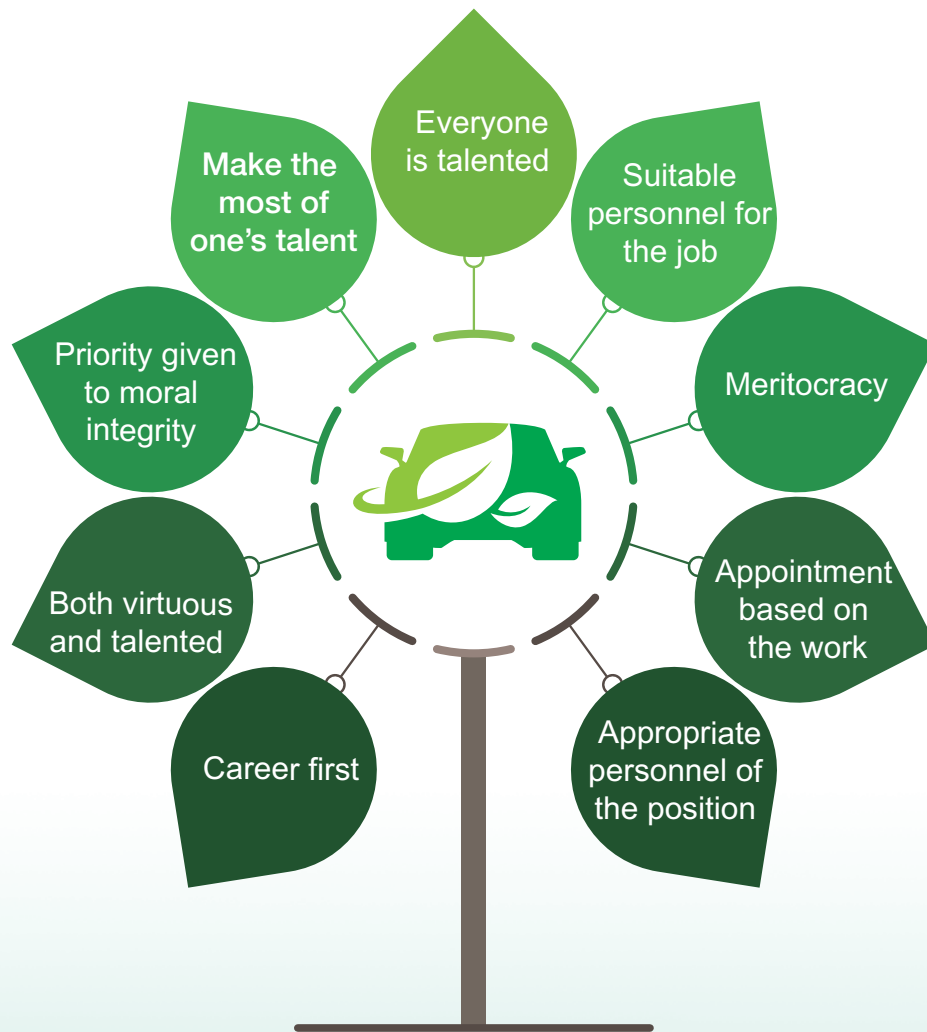 Everyone
is talented
Suitable
personnel for
the job
Meritocracy
Appointment
based on
the work
Appropriate
personnel of
the position
Career first
Both virtuous
and talented
Priority given
to moral
integrity
Make the
most of
one’s talent